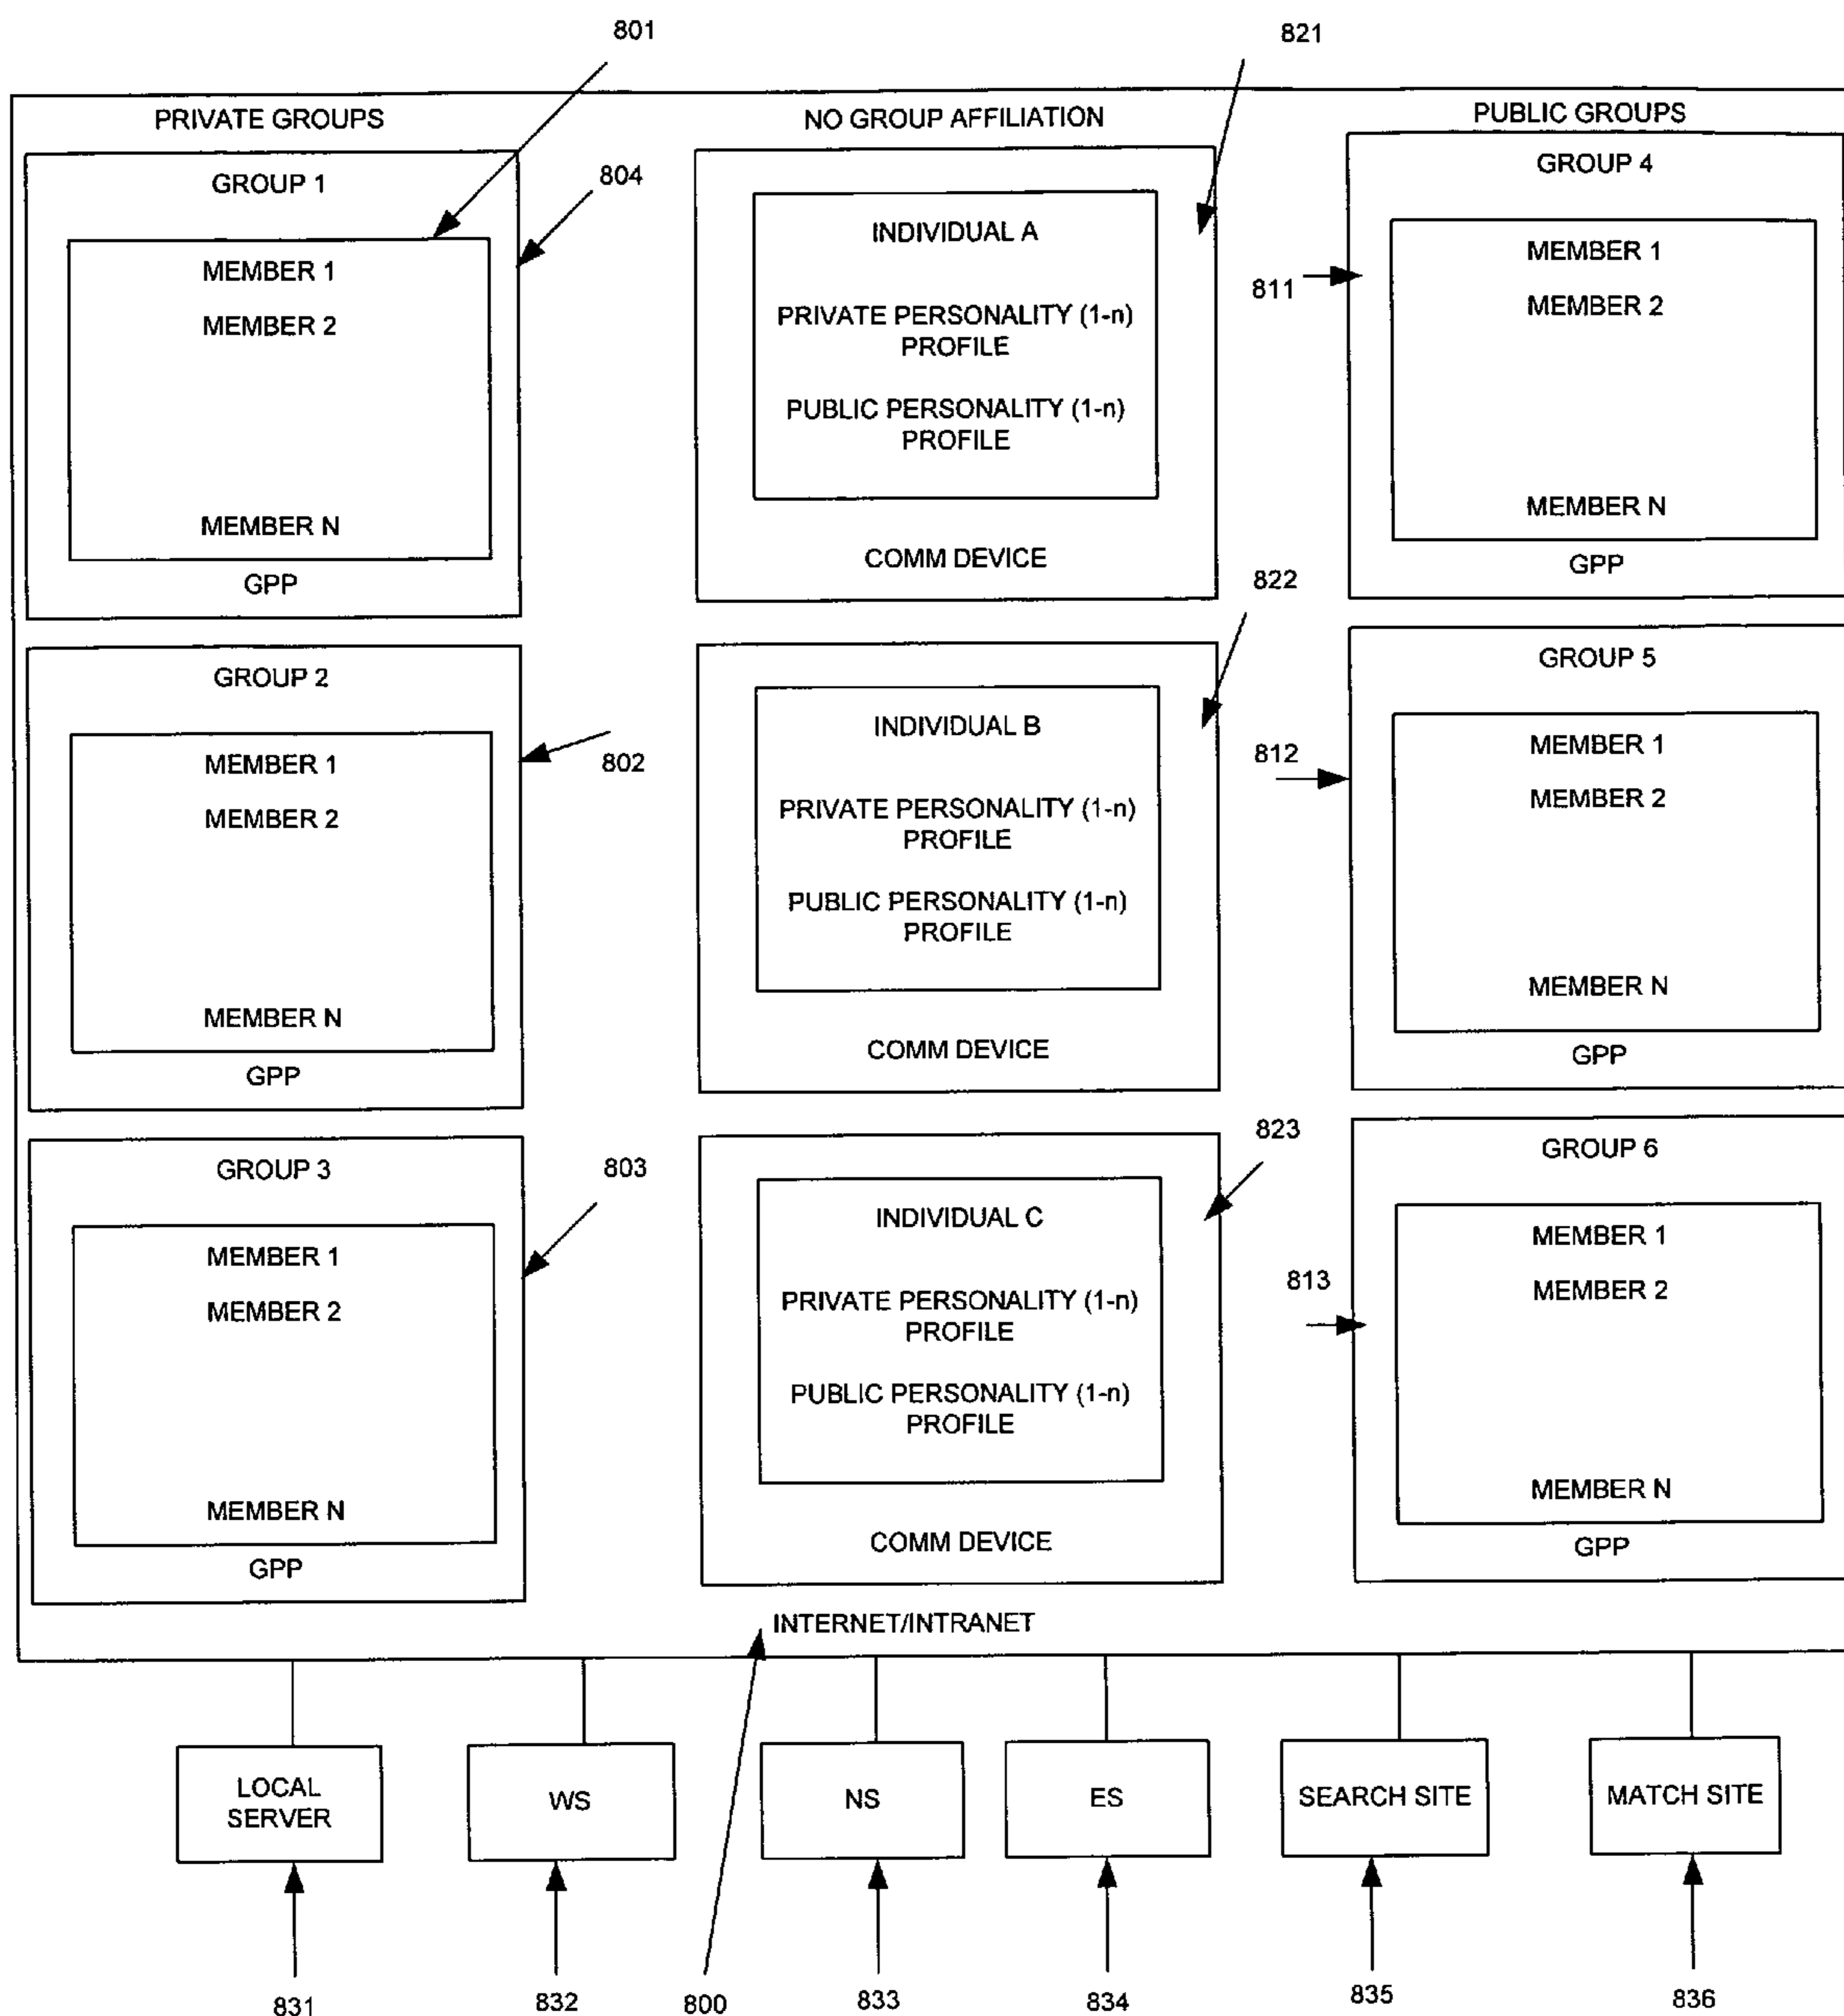 801
821
PRIVATE GROUPS
NO GROUP AFFILIATION
PUBLIC GROUPS
GROUP 1
804
MEMBER 1
MEMBER 2
MEMBER N
GPP
INDIVIDUAL A
PRIVATE PERSONALITY (1-n)
PROFILE
PUBLIC PERSONALITY (1-n)
PROFILE
COMM DEVICE
GROUP 4
811
MEMBER 1
MEMBER 2
MEMBER N
GPP
GROUP 2
802
MEMBER 1
MEMBER 2
MEMBER N
GPP
822
INDIVIDUAL B
PRIVATE PERSONALITY (1-n)
PROFILE
PUBLIC PERSONALITY (1-n)
PROFILE
COMM DEVICE
GROUP 5
812
MEMBER 1
MEMBER 2
MEMBER N
GPP
GROUP 3
803
MEMBER 1
MEMBER 2
MEMBER N
GPP
823
INDIVIDUAL C
PRIVATE PERSONALITY (1-n)
PROFILE
PUBLIC PERSONALITY (1-n)
PROFILE
COMM DEVICE
GROUP 6
813
MEMBER 1
MEMBER 2
MEMBER N
GPP
INTERNET/INTRANET
LOCAL
SERVER
WS
NS
ES
SEARCH SITE
MATCH SITE
831
832
800
833
834
835
836